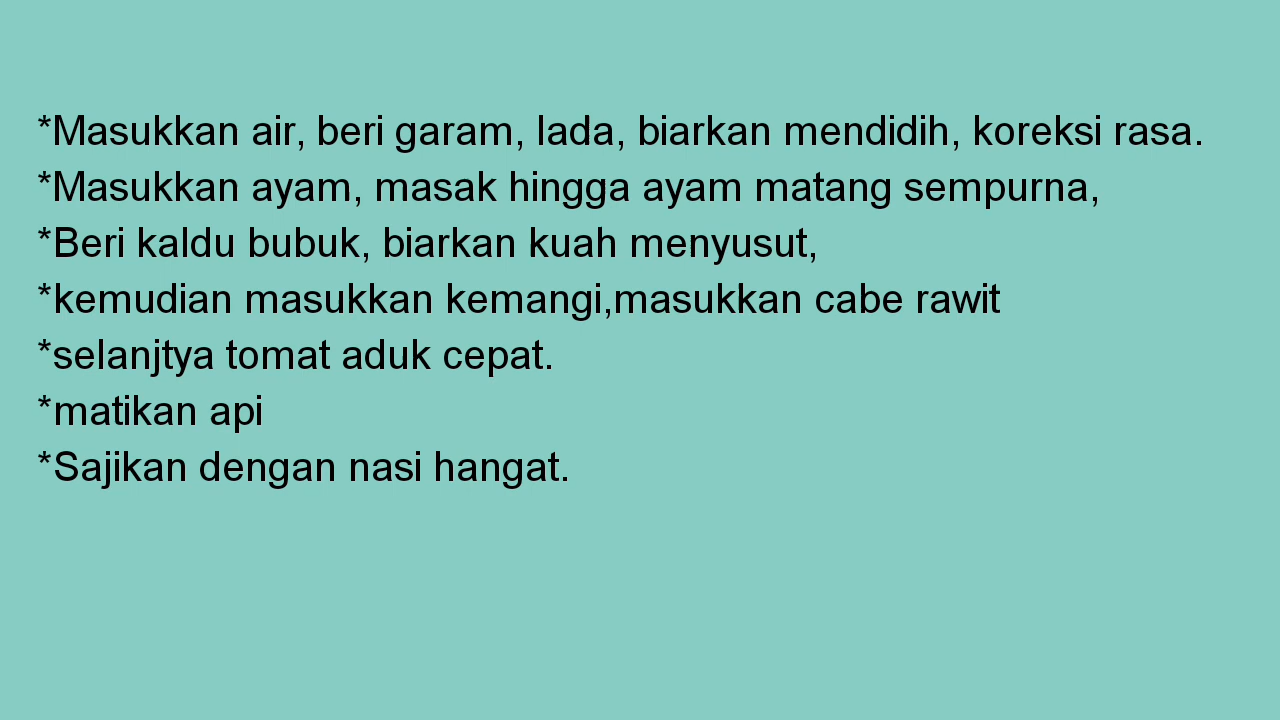 *Masukkan air, beri garam, lada, biarkan mendidih, koreksi rasa.
*Masukkan ayam, masak hingga ayam matang sempurna,
*Beri kaldu bubuk, biarkan kuah menyusut,
*kemudian masukkan kemangi,masukkan cabe rawit
*selanjtya tomat aduk cepat.
*matikan api
*Sajikan dengan nasi hangat.